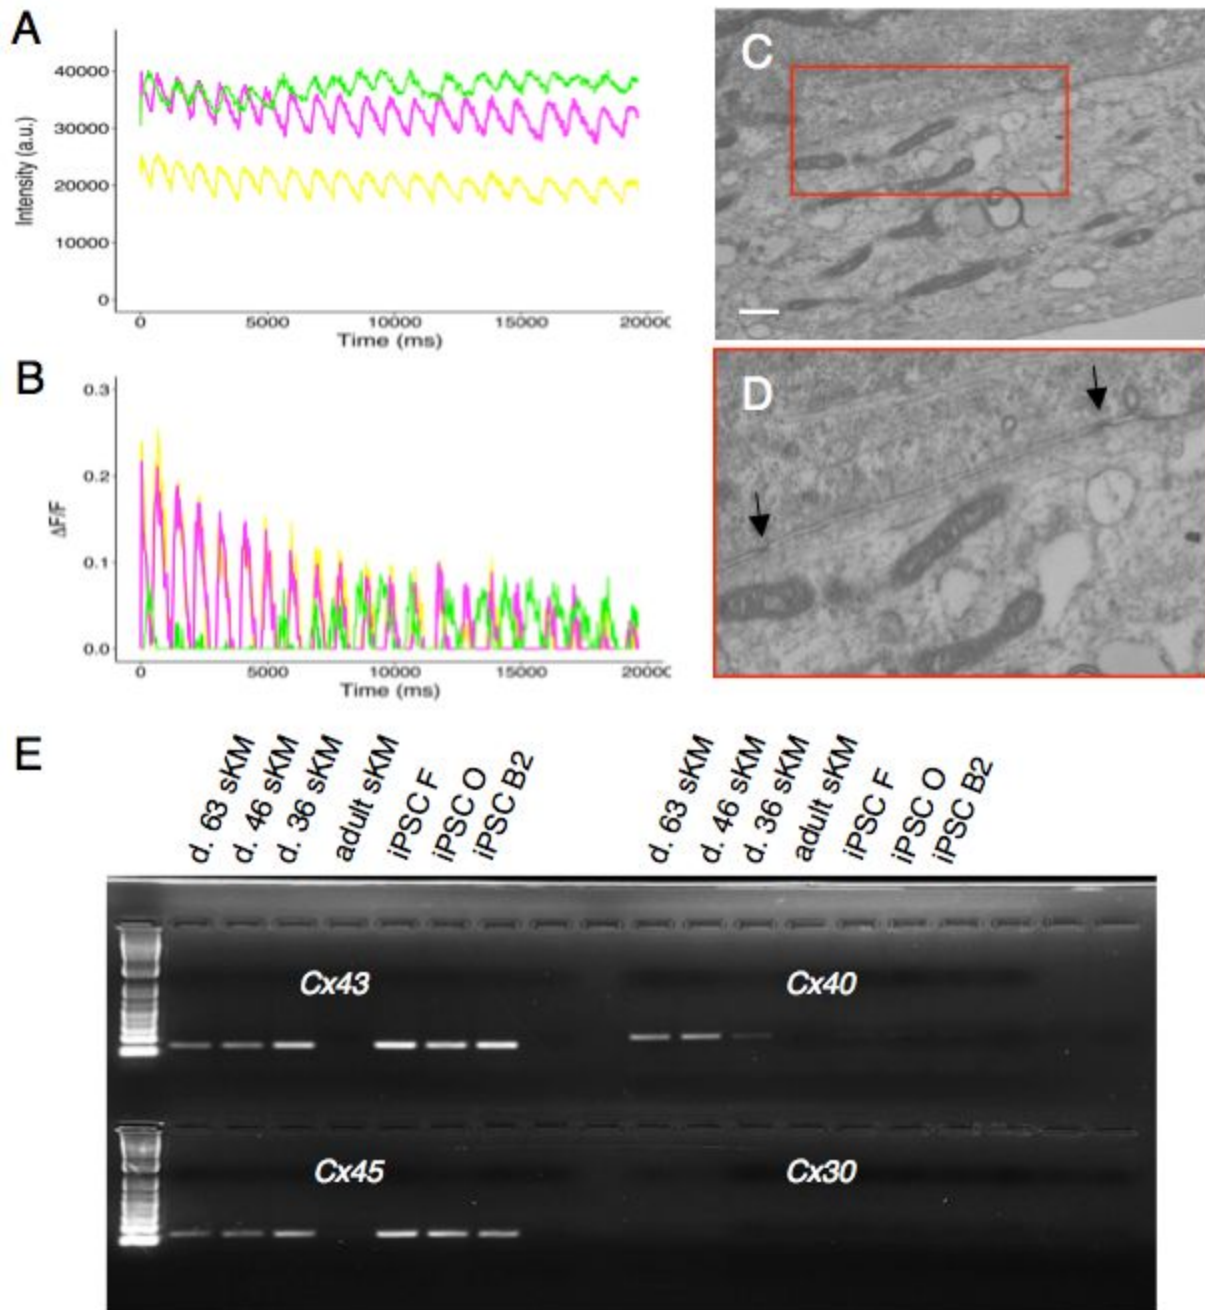 A
Intensity (a.u.)
40000
30000
20000
10000
0
0 5000 10000 15000 20000
Time (ms)
B
ΔF/F
0.3
0.2
0.1
0.0
0 5000 10000 15000 20000
Time (ms)
C
D
E
d. 63 sKM
d. 46 sKM
d. 36 sKM
adult sKM
iPSC F
iPSC O
iPSC B2
d. 63 sKM
d. 46 sKM
d. 36 sKM
adult sKM
iPSC F
iPSC O
iPSC B2
Cx43 Cx40
Cx45 Cx30